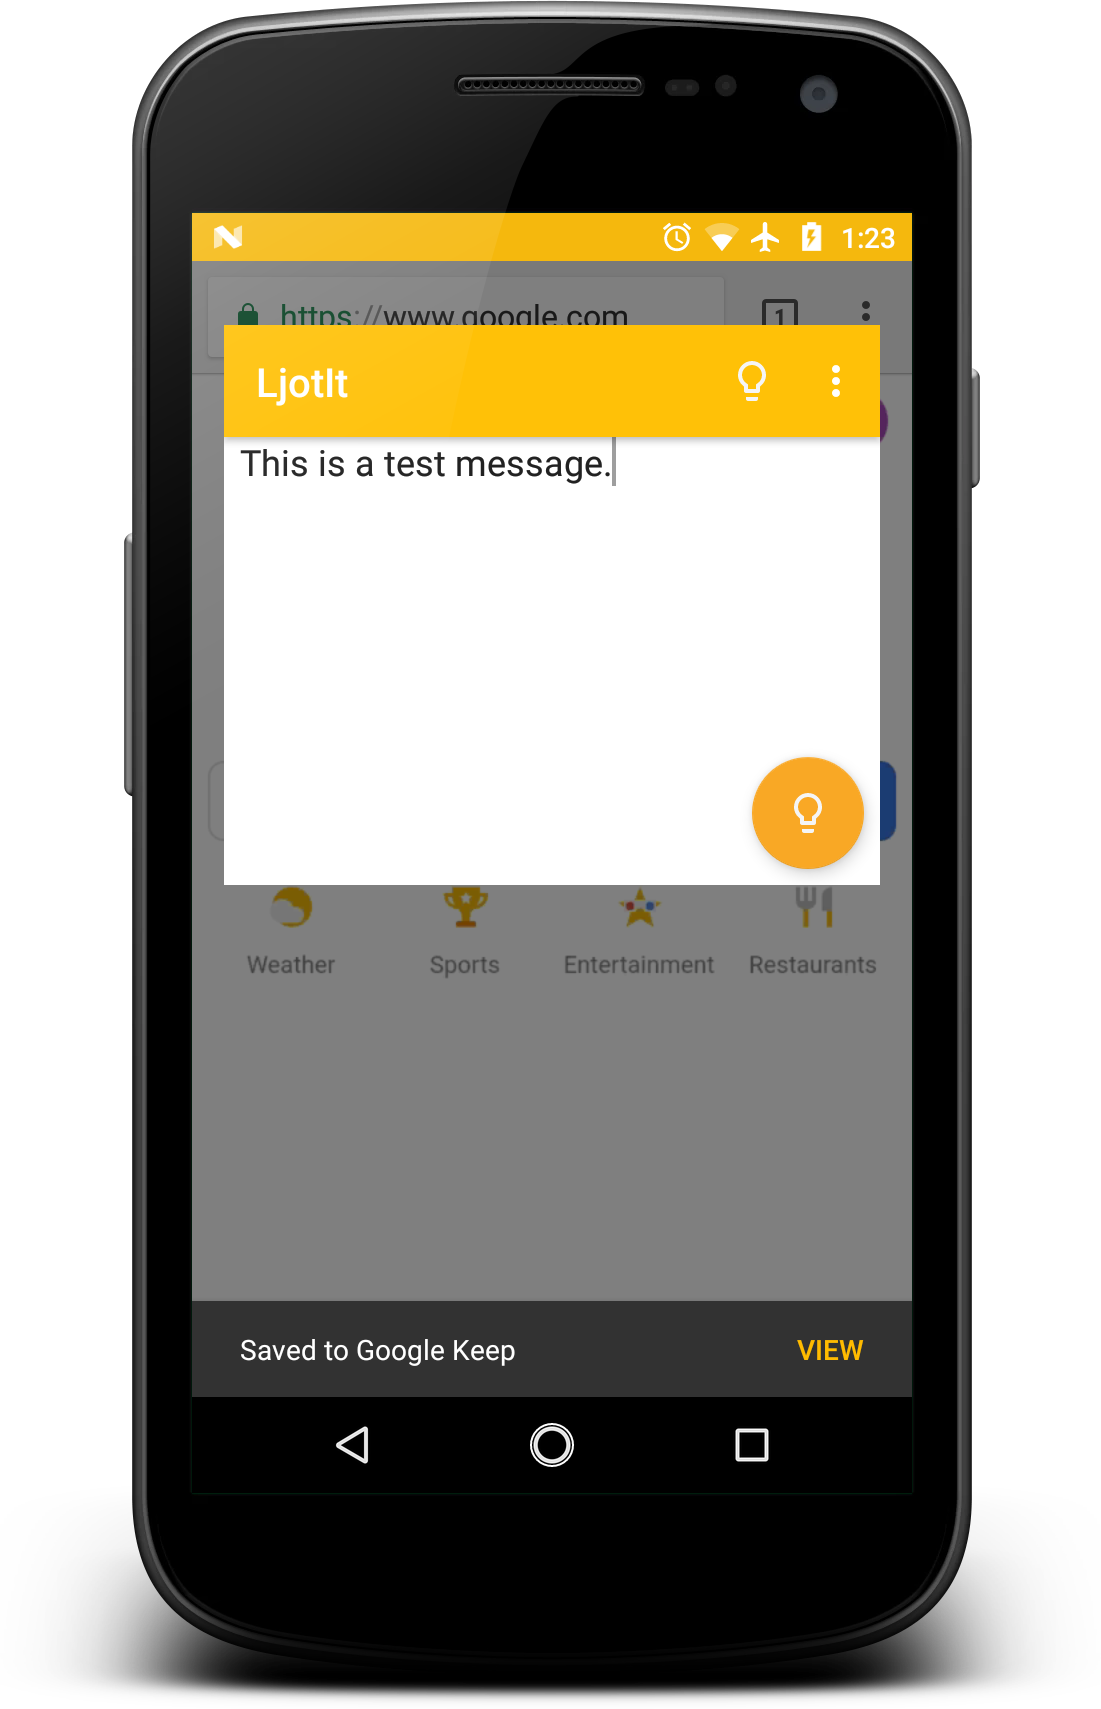 1:23
https://www.google.com
1
LjotIt
This is a test message.
Weather
Sports
Entertainment
Restaurants
Saved to Google Keep
VIEW